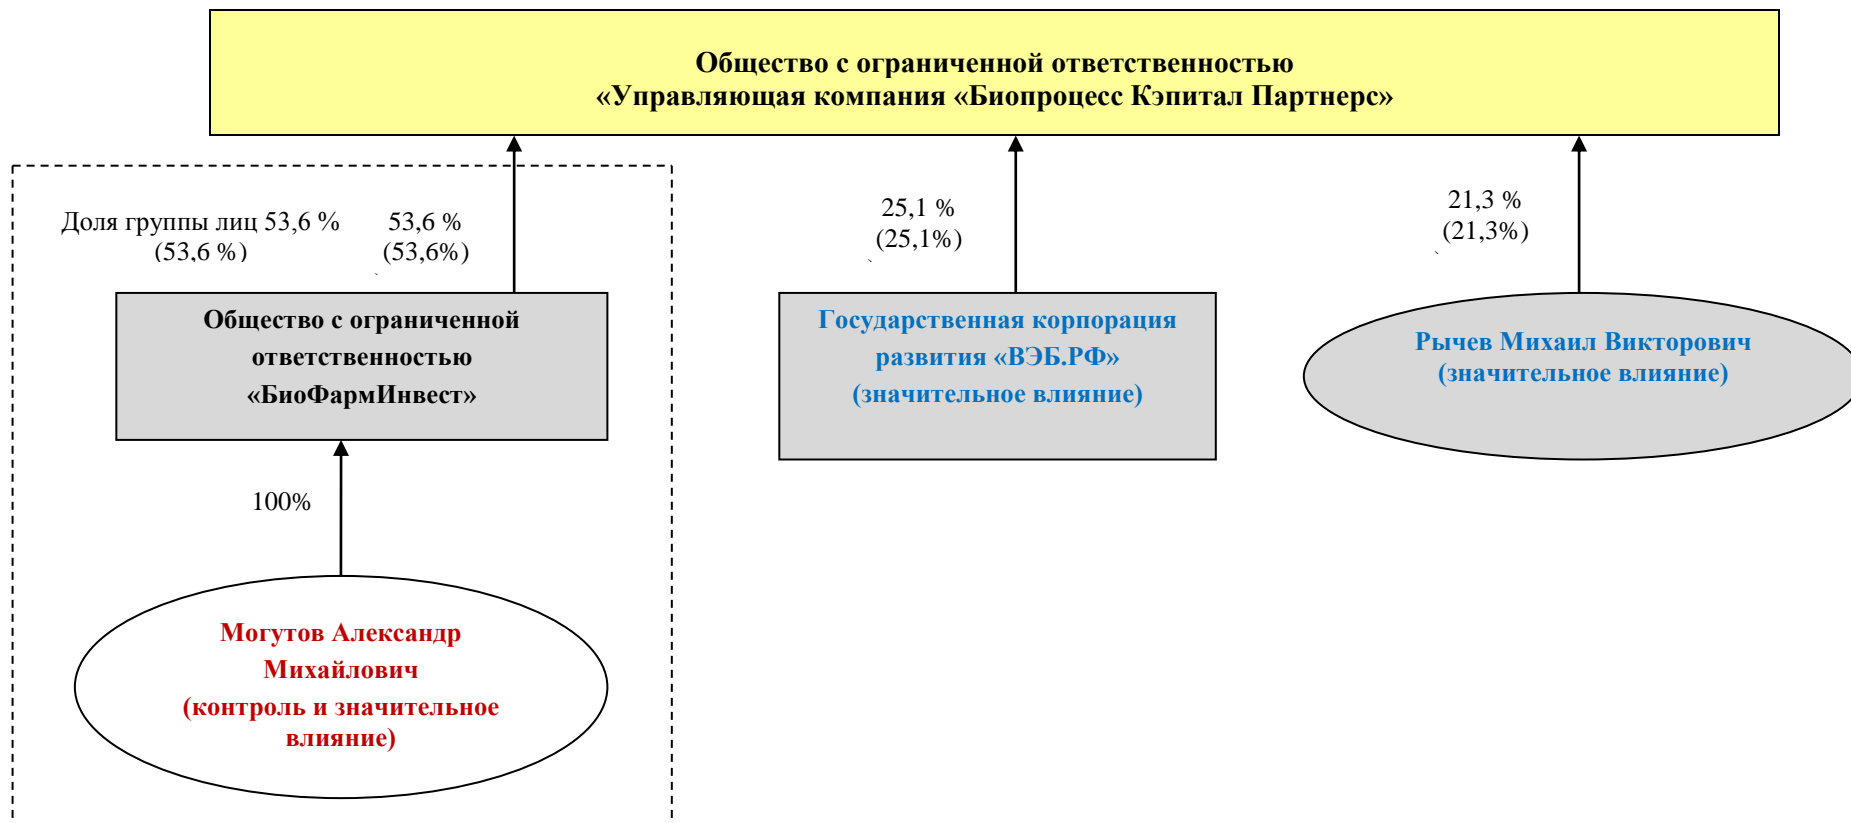 Общество с ограниченной ответственностью
«Управляющая компания «Биопроцесс Кэпитал Партнерс»
Доля группы лиц 53,6 %
(53,6 %)
53,6 %
(53,6%)
`
25,1 %
(25,1%)
`
21,3 %
(21,3%)
`
Общество с ограниченной
ответственностью
«БиоФармИнвест»
Государственная корпорация
развития «ВЭБ.РФ»
(значительное влияние)
Рычев Михаил Викторович
(значительное влияние)
100%
Могутов Александр
Михайлович
(контроль и значительное
влияние)